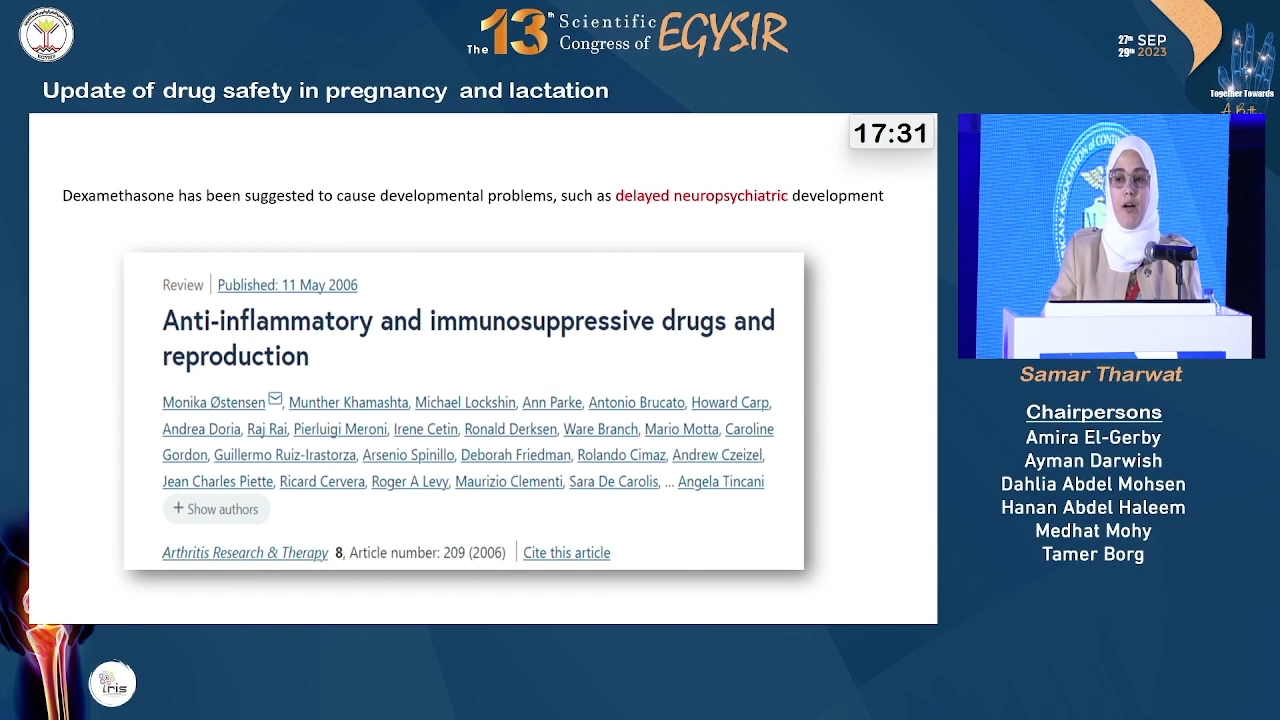 The 13th Scientific Congress of EGYSIR
27th SEP
29th 2023
Together Towards
EGYSIR
Update of drug safety in pregnancy and lactation
17:31
Dexamethasone has been suggested to cause developmental problems, such as delayed neuropsychiatric development
Review | Published: 11 May 2006
Anti-inflammatory and immunosuppressive drugs and
reproduction
Monika Østensen, Munther Khamashta, Michael Lockshin, Ann Parke, Antonio Brucato, Howard Carp,
Andrea Doria, Raj Rai, Pierluigi Meroni, Irene Cetin, Ronald Derksen, Ware Branch, Mario Motta, Caroline
Gordon, Guillermo Ruiz-Irastorza, Arsenio Spinillo, Deborah Friedman, Rolando Cimaz, Andrew Czeizel,
Jean Charles Piette, Ricard Cervera, Roger A Levy, Maurizio Clementi, Sara De Carolis, ... Angela Tincani
+ Show authors
Arthritis Research & Therapy 8, Article number: 209 (2006) | Cite this article
Samar Tharwat
Chairpersons
Amira El-Gerby
Ayman Darwish
Dahlia Abdel Mohsen
Hanan Abdel Haleem
Medhat Mohy
Tamer Borg
iris